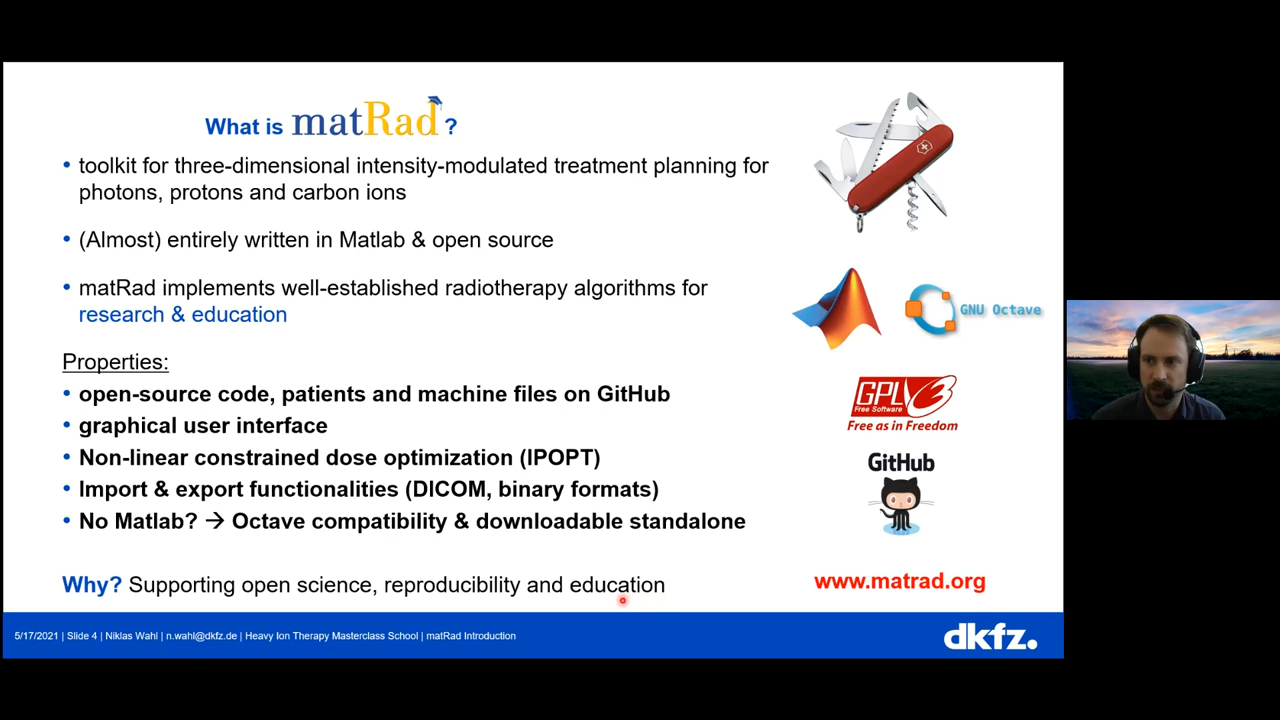 What is matRad ?
• toolkit for three-dimensional intensity-modulated treatment planning for
photons, protons and carbon ions
• (Almost) entirely written in Matlab & open source
• matRad implements well-established radiotherapy algorithms for
research & education
Properties:
• open-source code, patients and machine files on GitHub
• graphical user interface
• Non-linear constrained dose optimization (IPOPT)
• Import & export functionalities (DICOM, binary formats)
• No Matlab? → Octave compatibility & downloadable standalone
Why? Supporting open science, reproducibility and education
GNU Octave
GPLv3
Free Software
Free as in Freedom
GitHub
www.matrad.org
5/17/2021 | Slide 4 | Niklas Wahl | n.wahl@dkfz.de | Heavy Ion Therapy Masterclass School | matRad Introduction
dkfz.